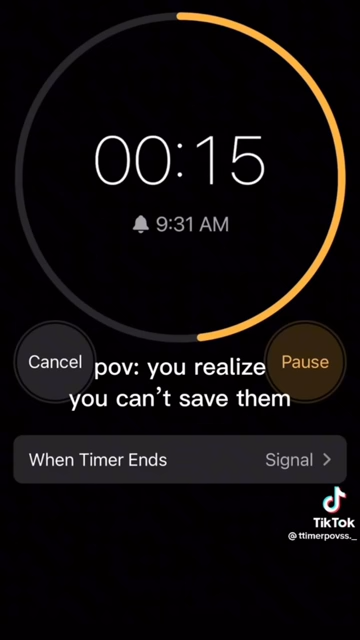 00:15
9:31 AM
Cancel
Pause
pov: you realize
you can't save them
When Timer Ends
Signal
TikTok
@ttimerpovss._